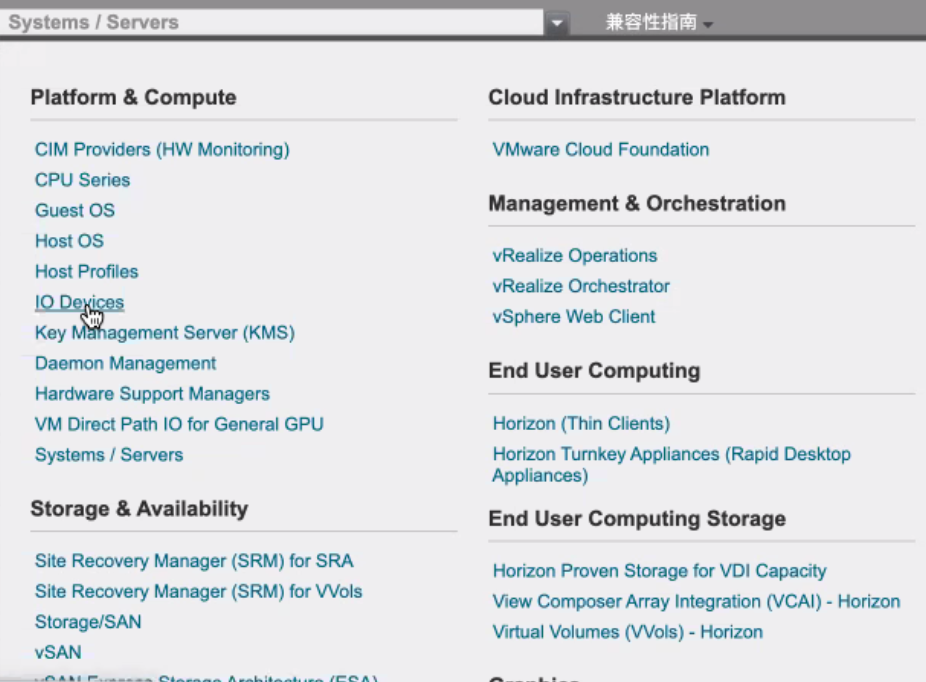 Systems / Servers
兼容性指南
Platform & Compute
CIM Providers (HW Monitoring)
CPU Series
Guest OS
Host OS
Host Profiles
IO Devices
Key Management Server (KMS)
Daemon Management
Hardware Support Managers
VM Direct Path IO for General GPU
Systems / Servers
Storage & Availability
Site Recovery Manager (SRM) for SRA
Site Recovery Manager (SRM) for VVols
Storage/SAN
vSAN
vSAN Express Storage Architecture (ESA)
Cloud Infrastructure Platform
VMware Cloud Foundation
Management & Orchestration
vRealize Operations
vRealize Orchestrator
vSphere Web Client
End User Computing
Horizon (Thin Clients)
Horizon Turnkey Appliances (Rapid Desktop
Appliances)
End User Computing Storage
Horizon Proven Storage for VDI Capacity
View Composer Array Integration (VCAI) - Horizon
Virtual Volumes (VVols) - Horizon